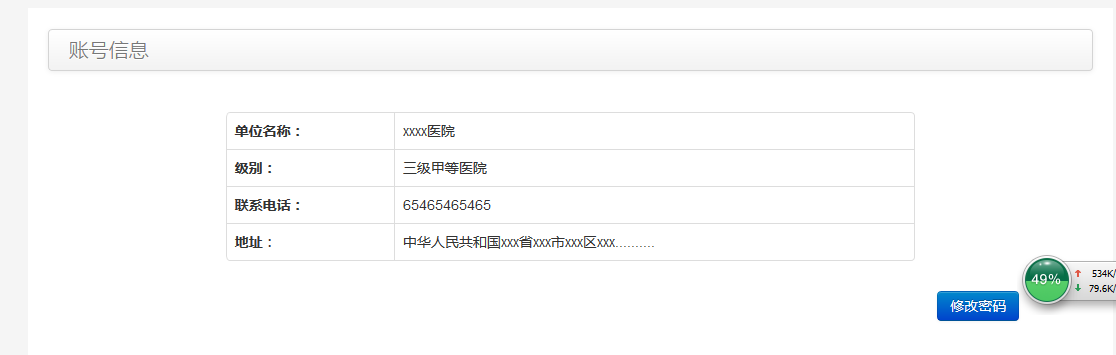 账号信息
单位名称： xxxx医院
级别： 三级甲等医院
联系电话： 65465465465
地址： 中华人民共和国xxx省xxx市xxx区xxx..........
49%
534K/
79.6K/
修改密码